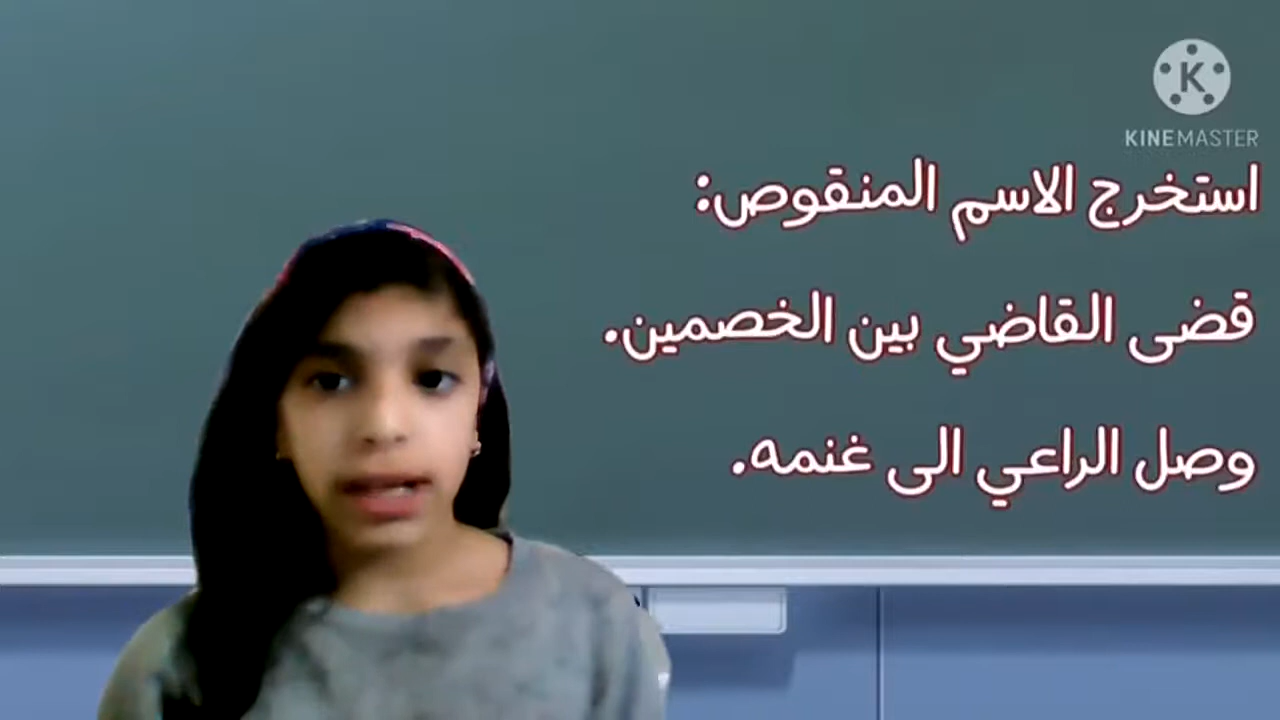 KINEMASTER
استخرج الاسم المنقوص:
قضى القاضي بين الخصمين.
وصل الراعي الى غنمه.